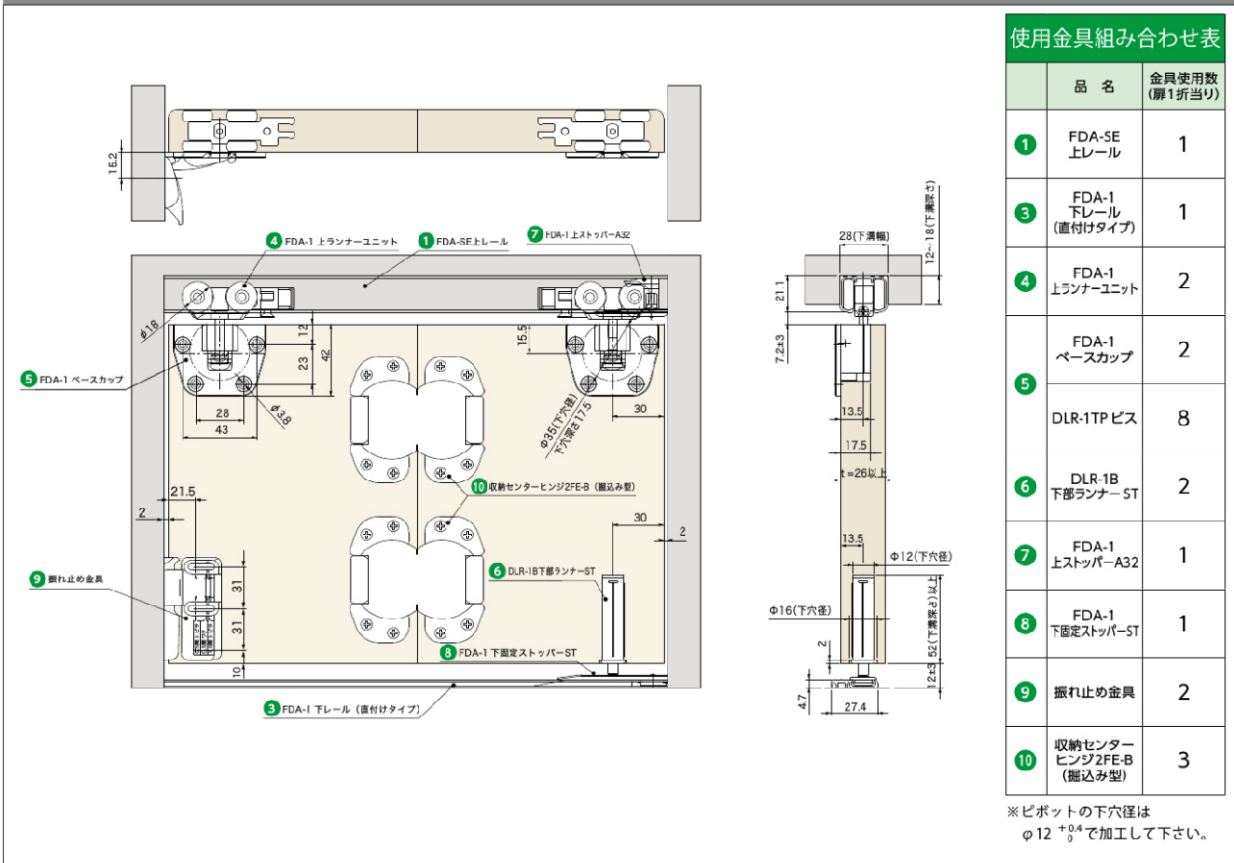 15.2
④ FDA-1 上ランナーユニット
① FDA-SE上レール
⑦ FDA-1 上ストッパーA32
φ18
12
23
42
15.5
⑤ FDA-1 ベースカップ
28
43
φ3.8
Φ35(下穴径)
下穴深さ17.5
30
⑩ 収納センターヒンジ2FE-B (掘込み型)
21.5
2
30
2
⑨ 振れ止め金具
31
31
10
⑥ DLR-1B下部ランナーST
⑧ FDA-1 下固定ストッパーST
③ FDA-1 下レール (直付けタイプ)
28(下溝幅)
12~18(下溝深さ)
21.1
7.2±3
13.5
17.5
t=26以上
13.5
Φ12(下穴径)
Φ16(下穴径)
52(下溝深さ)以上
2
12±3
4.7
27.4
使用金具組み合わせ表
品 名
金具使用数
(扉1折当り)
① FDA-SE
上レール 1
③ FDA-1
下レール
(直付けタイプ) 1
④ FDA-1
上ランナーユニット 2
⑤ FDA-1
ベースカップ 2
DLR-1TPビス 8
⑥ DLR-1B
下部ランナーST 2
⑦ FDA-1
上ストッパーA32 1
⑧ FDA-1
下固定ストッパーST 1
⑨ 振れ止め金具 2
⑩ 収納センター
ヒンジ2FE-B
(掘込み型) 3
※ピボットの下穴径は
φ12 +0.4 0 で加工して下さい。